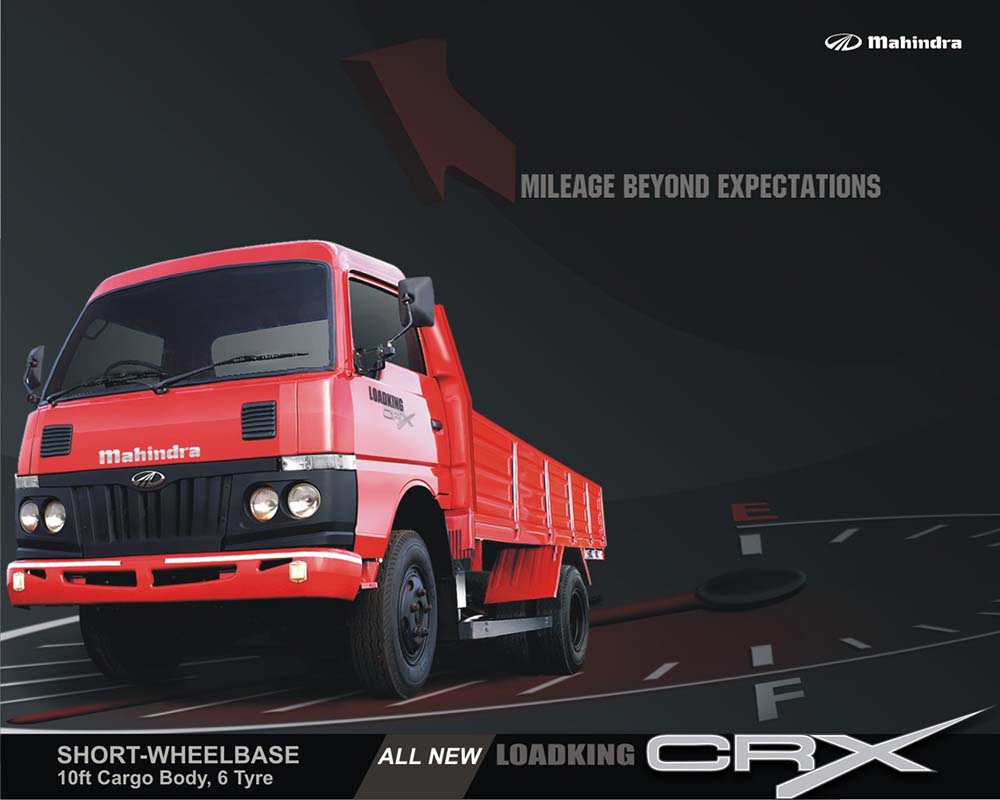 Mahindra
MILEAGE BEYOND EXPECTATIONS
LOADKING
CRX
Mahindra
E
F
SHORT-WHEELBASE
10ft Cargo Body, 6 Tyre
ALL NEW LOADKING CRX